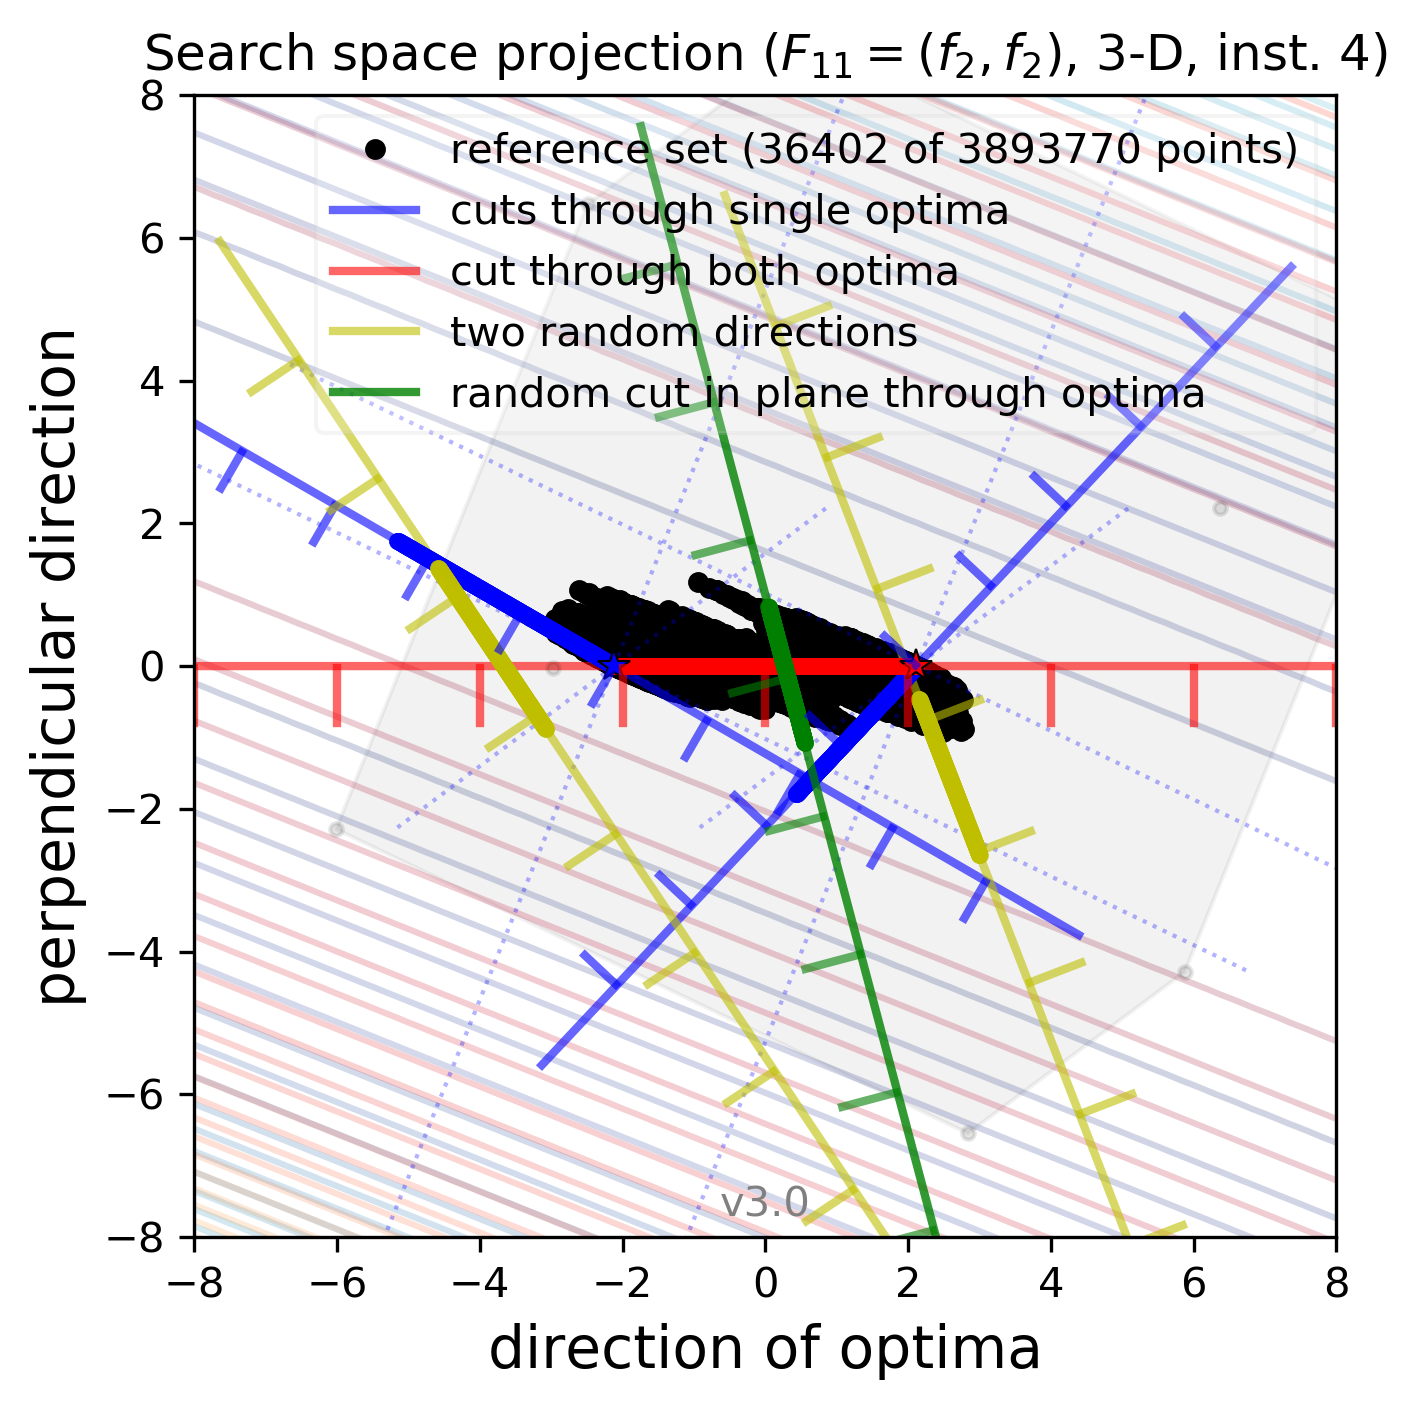 Search space projection (F₁₁ = (f₂, f₂), 3-D, inst. 4)
8
6
4
2
0
−2
−4
−6
−8
perpendicular direction
reference set (36402 of 3893770 points)
cuts through single optima
cut through both optima
two random directions
random cut in plane through optima
v3.0
−8 −6 −4 −2 0 2 4 6 8
direction of optima